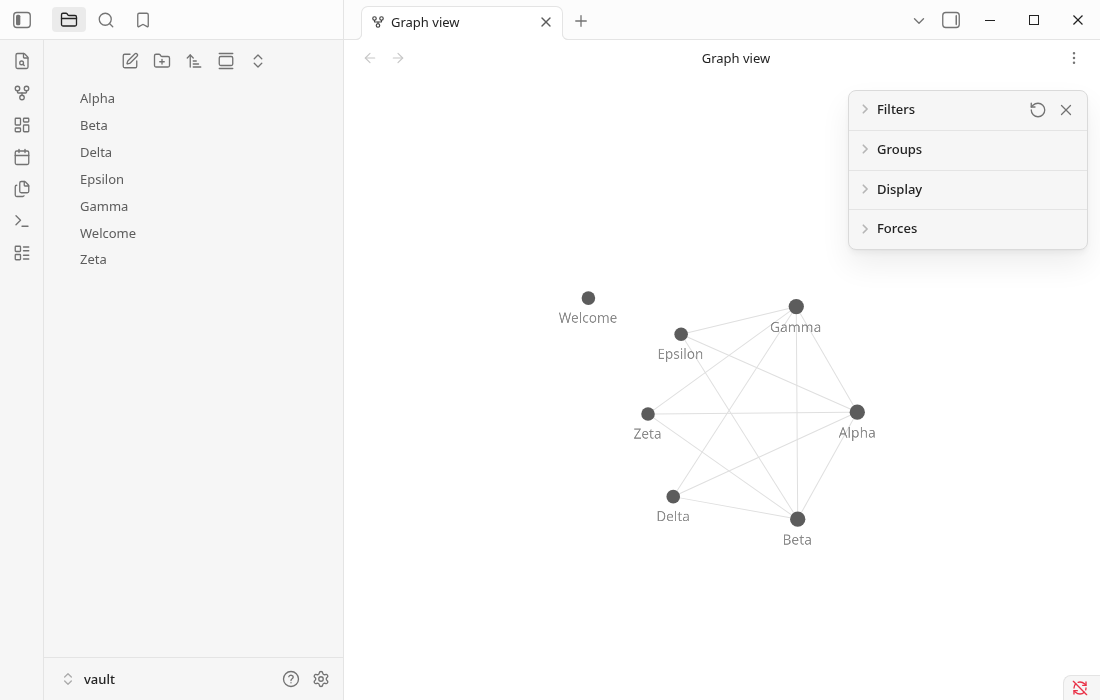 Graph view
Graph view
Alpha
Beta
Delta
Epsilon
Gamma
Welcome
Zeta
Filters
Groups
Display
Forces
Welcome
Gamma
Epsilon
Zeta
Alpha
Delta
Beta
vault